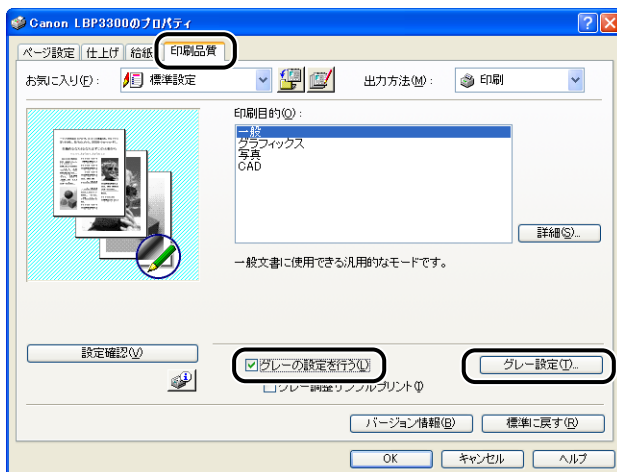 Canon LBP3300のプロパティ
ページ設定 仕上げ 給紙 印刷品質
お気に入り(F): 標準設定 出力方法(M): 印刷
印刷目的(O):
一般
グラフィックス
写真
CAD
詳細(S)...
一般文書に使用できる汎用的なモードです。
設定確認(V)
グレーの設定を行う(U)
グレー設定(T)...
グレー調整サンプルプリント(I)
バージョン情報(B) 標準に戻す(R)
OK キャンセル ヘルプ